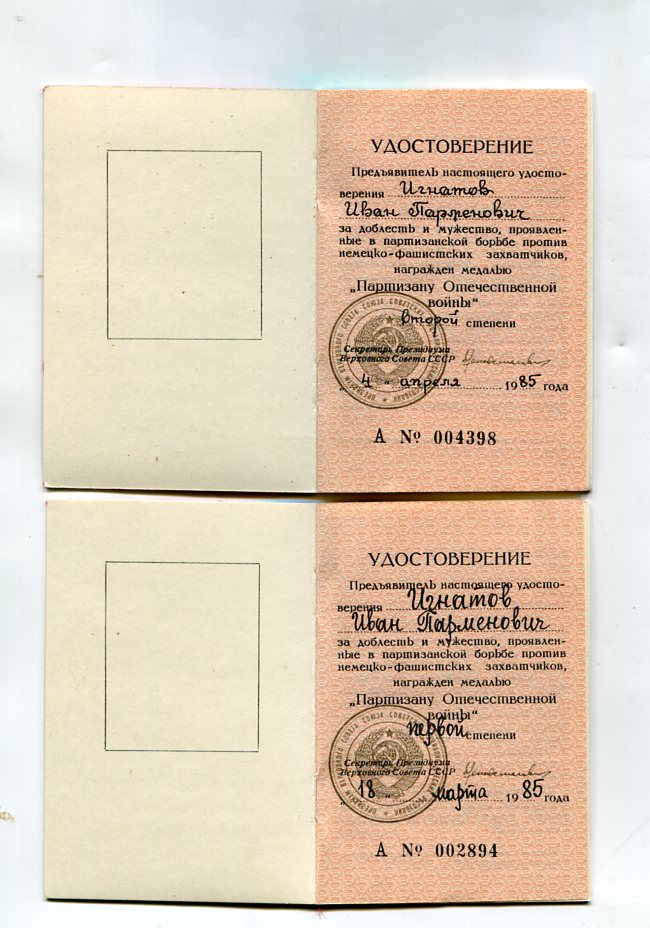 УДОСТОВЕРЕНИЕ
Предъявитель настоящего удосто-
верения Игнатов
Иван Парменович
за доблесть и мужество, проявлен-
ные в партизанской борьбе против
немецко-фашистских захватчиков,
награжден медалью
„Партизану Отечественной
войны“
второй степени
Секретарь Президиума
Верховного Совета СССР
„4“ апреля 1985 года
А № 004398
УДОСТОВЕРЕНИЕ
Предъявитель настоящего удосто-
верения Игнатов
Иван Парменович
за доблесть и мужество, проявлен-
ные в партизанской борьбе против
немецко-фашистских захватчиков,
награжден медалью
„Партизану Отечественной
войны“
первой степени
Секретарь Президиума
Верховного Совета СССР
„18“ марта 1985 года
А № 002894